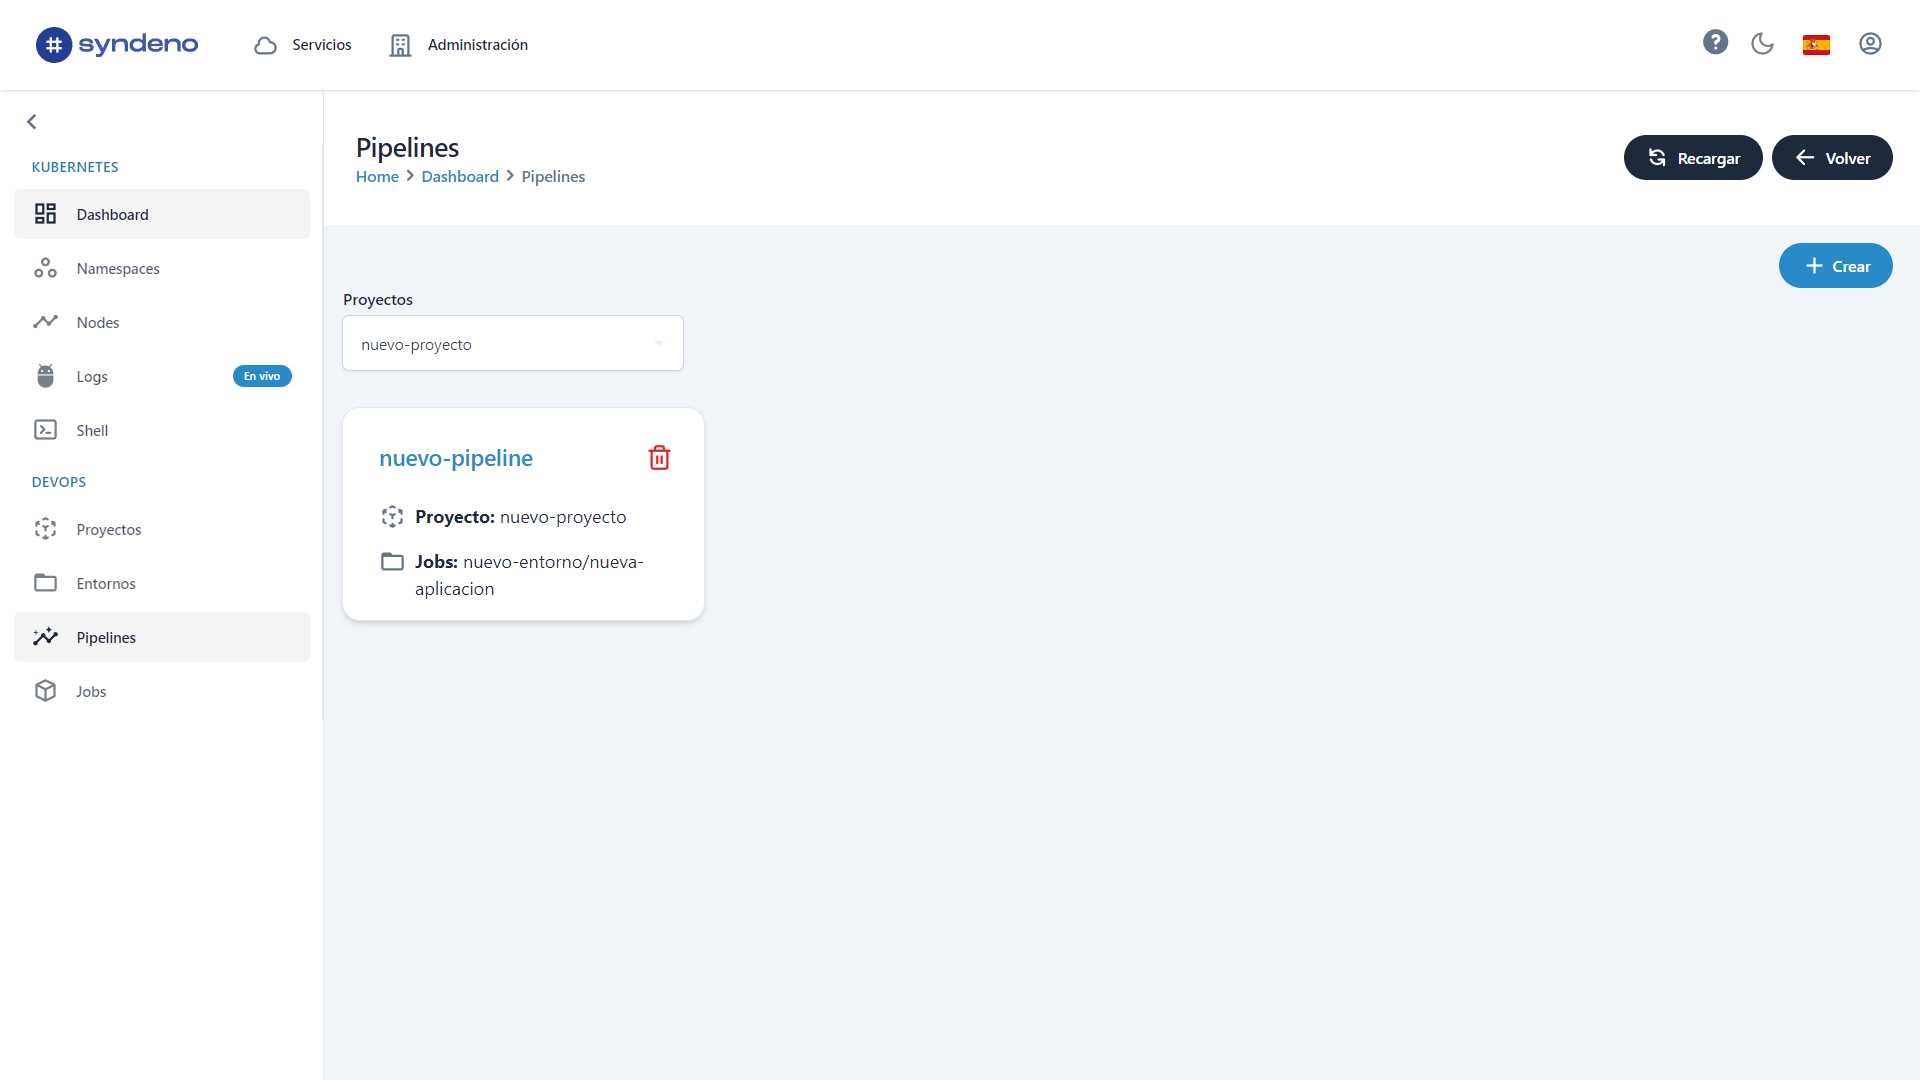 syndeno
Servicios
Administración
KUBERNETES
Dashboard
Namespaces
Nodes
Logs
En vivo
Shell
DEVOPS
Proyectos
Entornos
Pipelines
Jobs
Pipelines
Home > Dashboard > Pipelines
Recargar
Volver
Crear
Proyectos
nuevo-proyecto
nuevo-pipeline
Proyecto: nuevo-proyecto
Jobs: nuevo-entorno/nueva-
aplicacion